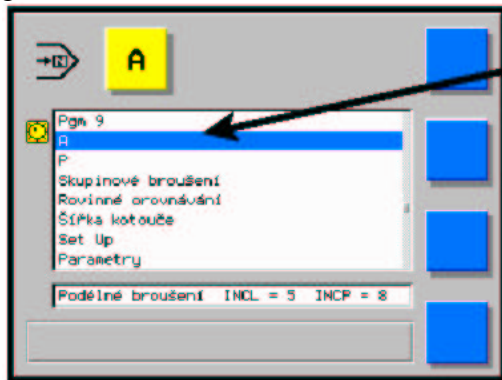 N
A
Pgm 9
A
P
Skupinové broušení
Rovinné orovnávání
Šířka kotouče
Set Up
Parametry
Podélné broušení INCL = 5 INCP = 8